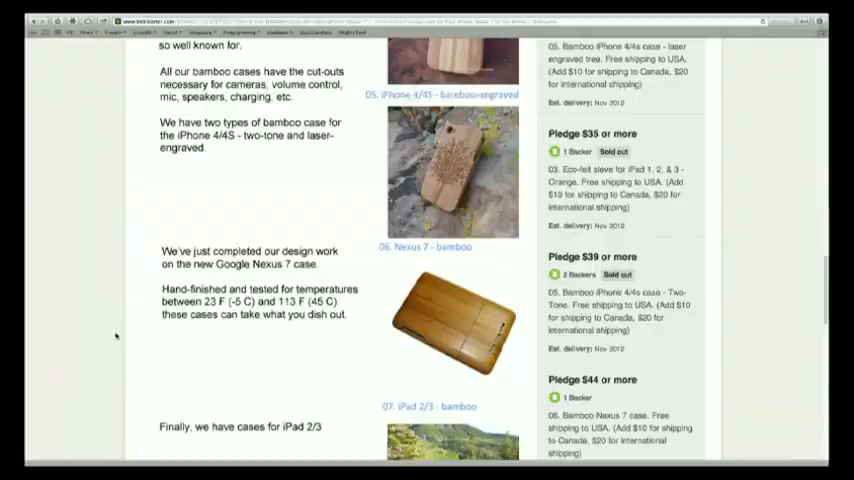 so well known for.
All our bamboo cases have the cut-outs
necessary for cameras, volume control,
mic, speakers, charging, etc.
05. iPhone 4/4S - bamboo-engraved
We have two types of bamboo case for
the iPhone 4/4S - two-tone and laser-
engraved.
06. Nexus 7 - bamboo
We've just completed our design work
on the new Google Nexus 7 case.
Hand-finished and tested for temperatures
between 23 F (-5 C) and 113 F (45 C)
these cases can take what you dish out.
07. iPad 2/3 - bamboo
Finally, we have cases for iPad 2/3
05. Bamboo iPhone 4/4s case - laser
engraved tree. Free shipping to USA.
(Add $10 for shipping to Canada, $20
for international shipping)
Est. delivery: Nov 2012
Pledge $35 or more
1 Backer Sold out
03. Eco-felt sleve for iPad 1, 2, & 3 -
Orange. Free shipping to USA. (Add
$10 for shipping to Canada, $20 for
international shipping)
Est. delivery: Nov 2012
Pledge $39 or more
2 Backers Sold out
05. Bamboo iPhone 4/4s case - Two-
Tone. Free shipping to USA. (Add $10
for shipping to Canada, $20 for
international shipping)
Est. delivery: Nov 2012
Pledge $44 or more
1 Backer
06. Bamboo Nexus 7 case. Free
shipping to USA. (Add $10 for shipping
to Canada, $20 for international
shipping)